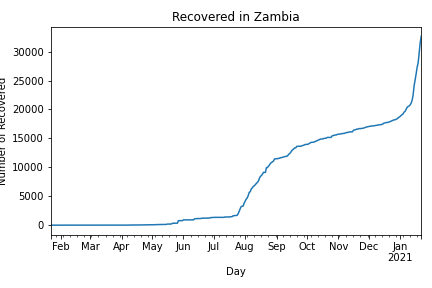 Recovered in Zambia
30000
25000
20000
15000
10000
5000
0
Number of Recovered
Feb Mar Apr May Jun Jul Aug Sep Oct Nov Dec Jan
2021
Day